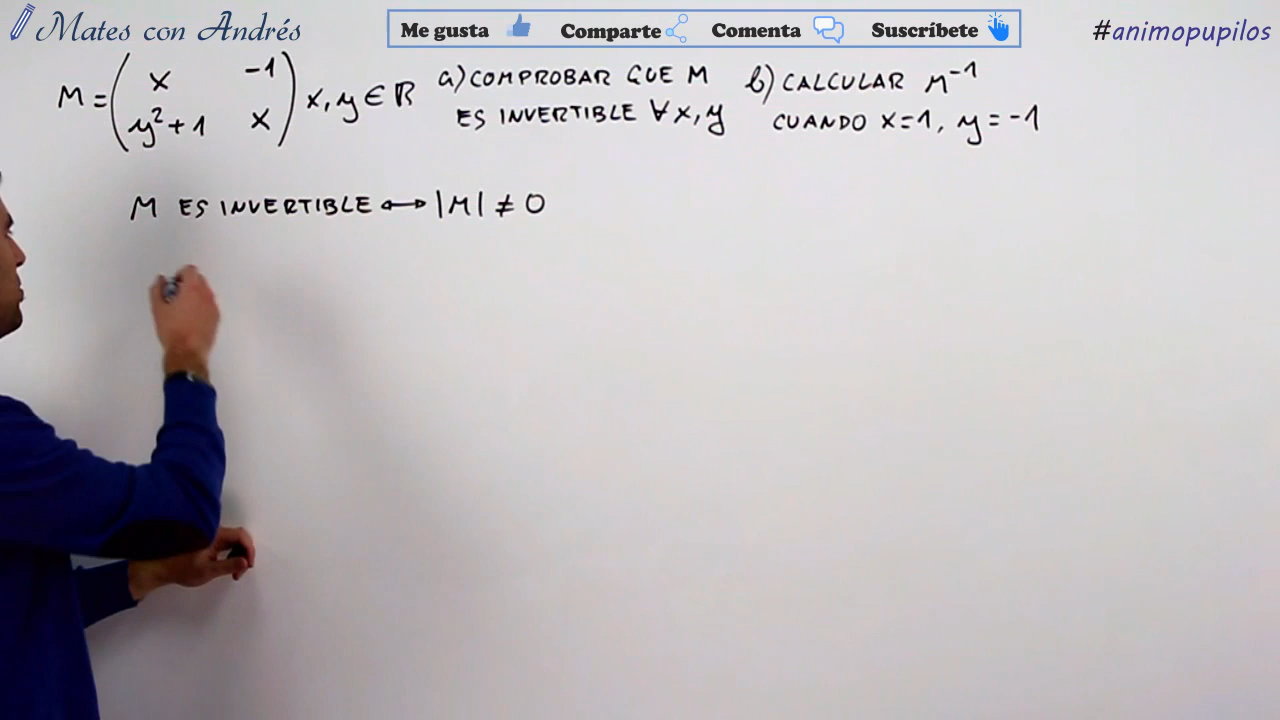 Mates con Andrés
Me gusta Comparte Comenta Suscríbete
#animopupilos
M = ( x -1 ; y²+1 x ) x, y ∈ ℝ
a) COMPROBAR QUE M
ES INVERTIBLE ∀ x, y
b) CALCULAR M⁻¹
CUANDO x=1, y=-1
M ES INVERTIBLE ↔ |M| ≠ 0